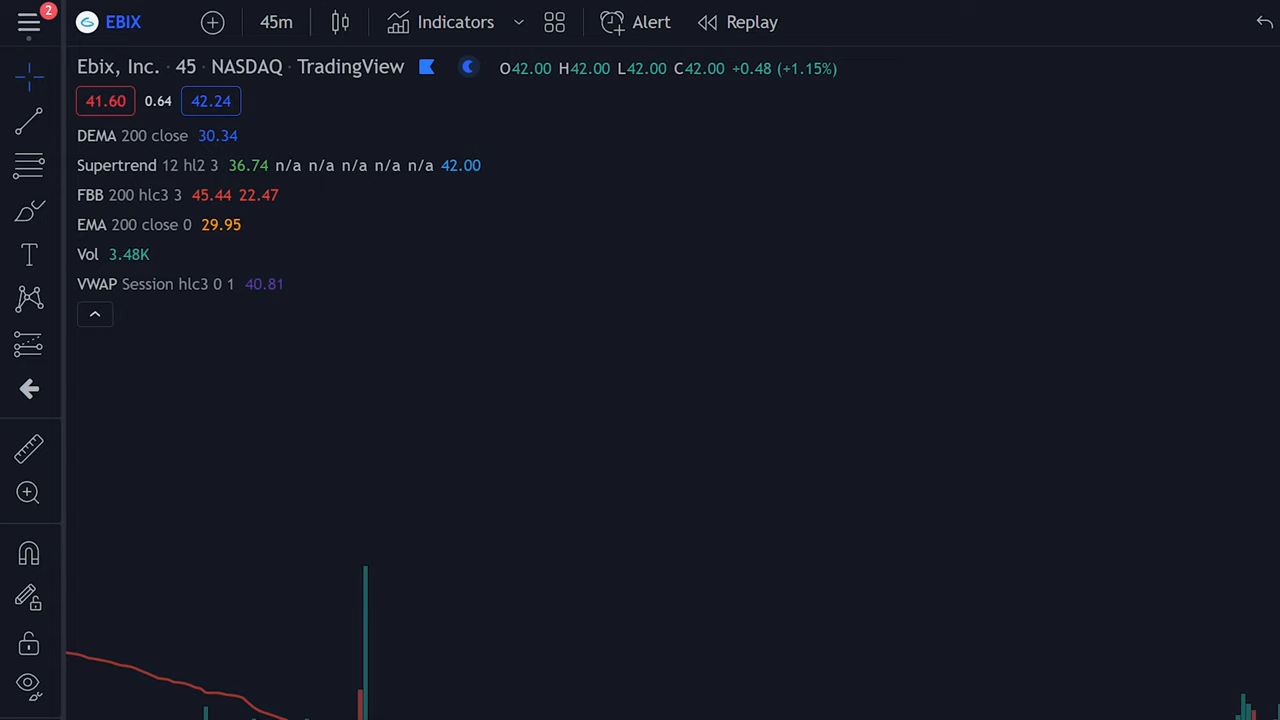 2
EBIX 45m Indicators Alert Replay
Ebix, Inc. · 45 · NASDAQ · TradingView O42.00 H42.00 L42.00 C42.00 +0.48 (+1.15%)
41.60 0.64 42.24
DEMA 200 close 30.34
Supertrend 12 hl2 3 36.74 n/a n/a n/a n/a n/a 42.00
FBB 200 hlc3 3 45.44 22.47
EMA 200 close 0 29.95
Vol 3.48K
VWAP Session hlc3 0 1 40.81
T